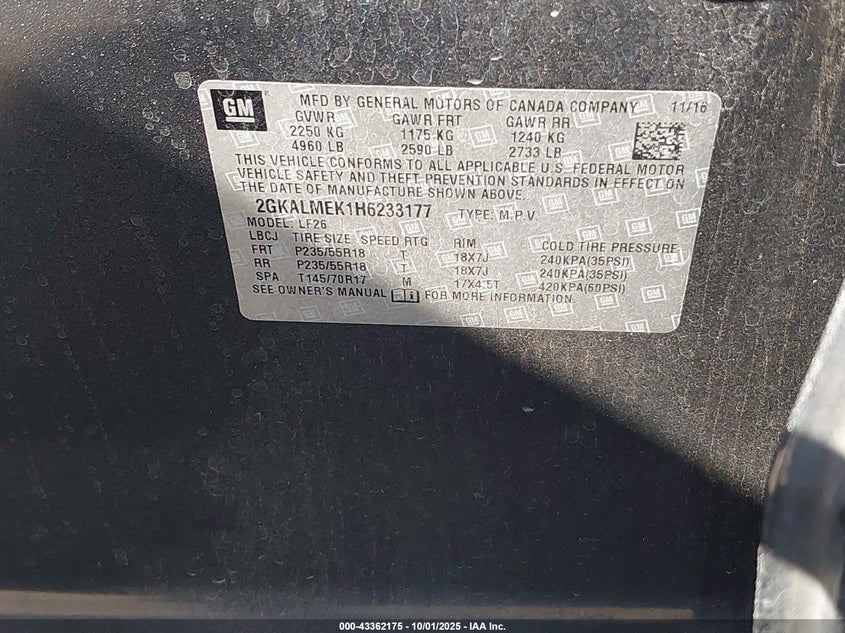 GM
MFD BY GENERAL MOTORS OF CANADA COMPANY 11/16
GVWR GAWR FRT GAWR RR
2250 KG 1175 KG 1240 KG
4960 LB 2590 LB 2733 LB
THIS VEHICLE CONFORMS TO ALL APPLICABLE U.S. FEDERAL MOTOR
VEHICLE SAFETY AND THEFT PREVENTION STANDARDS IN EFFECT ON
THE DATE OF MANUFACTURE SHOWN ABOVE.
2GKALMEK1H6233177 TYPE: M.P.V.
MODEL: LF26
LBCJ TIRE SIZE SPEED RTG RIM COLD TIRE PRESSURE
FRT P235/55R18 T 18X7J 240KPA(35PSI)
RR P235/55R18 T 18X7J 240KPA(35PSI)
SPA T145/70R17 M 17X4.5T 420KPA(60PSI)
SEE OWNER'S MANUAL FOR MORE INFORMATION.
000-43362175 - 10/01/2025 - IAA Inc.